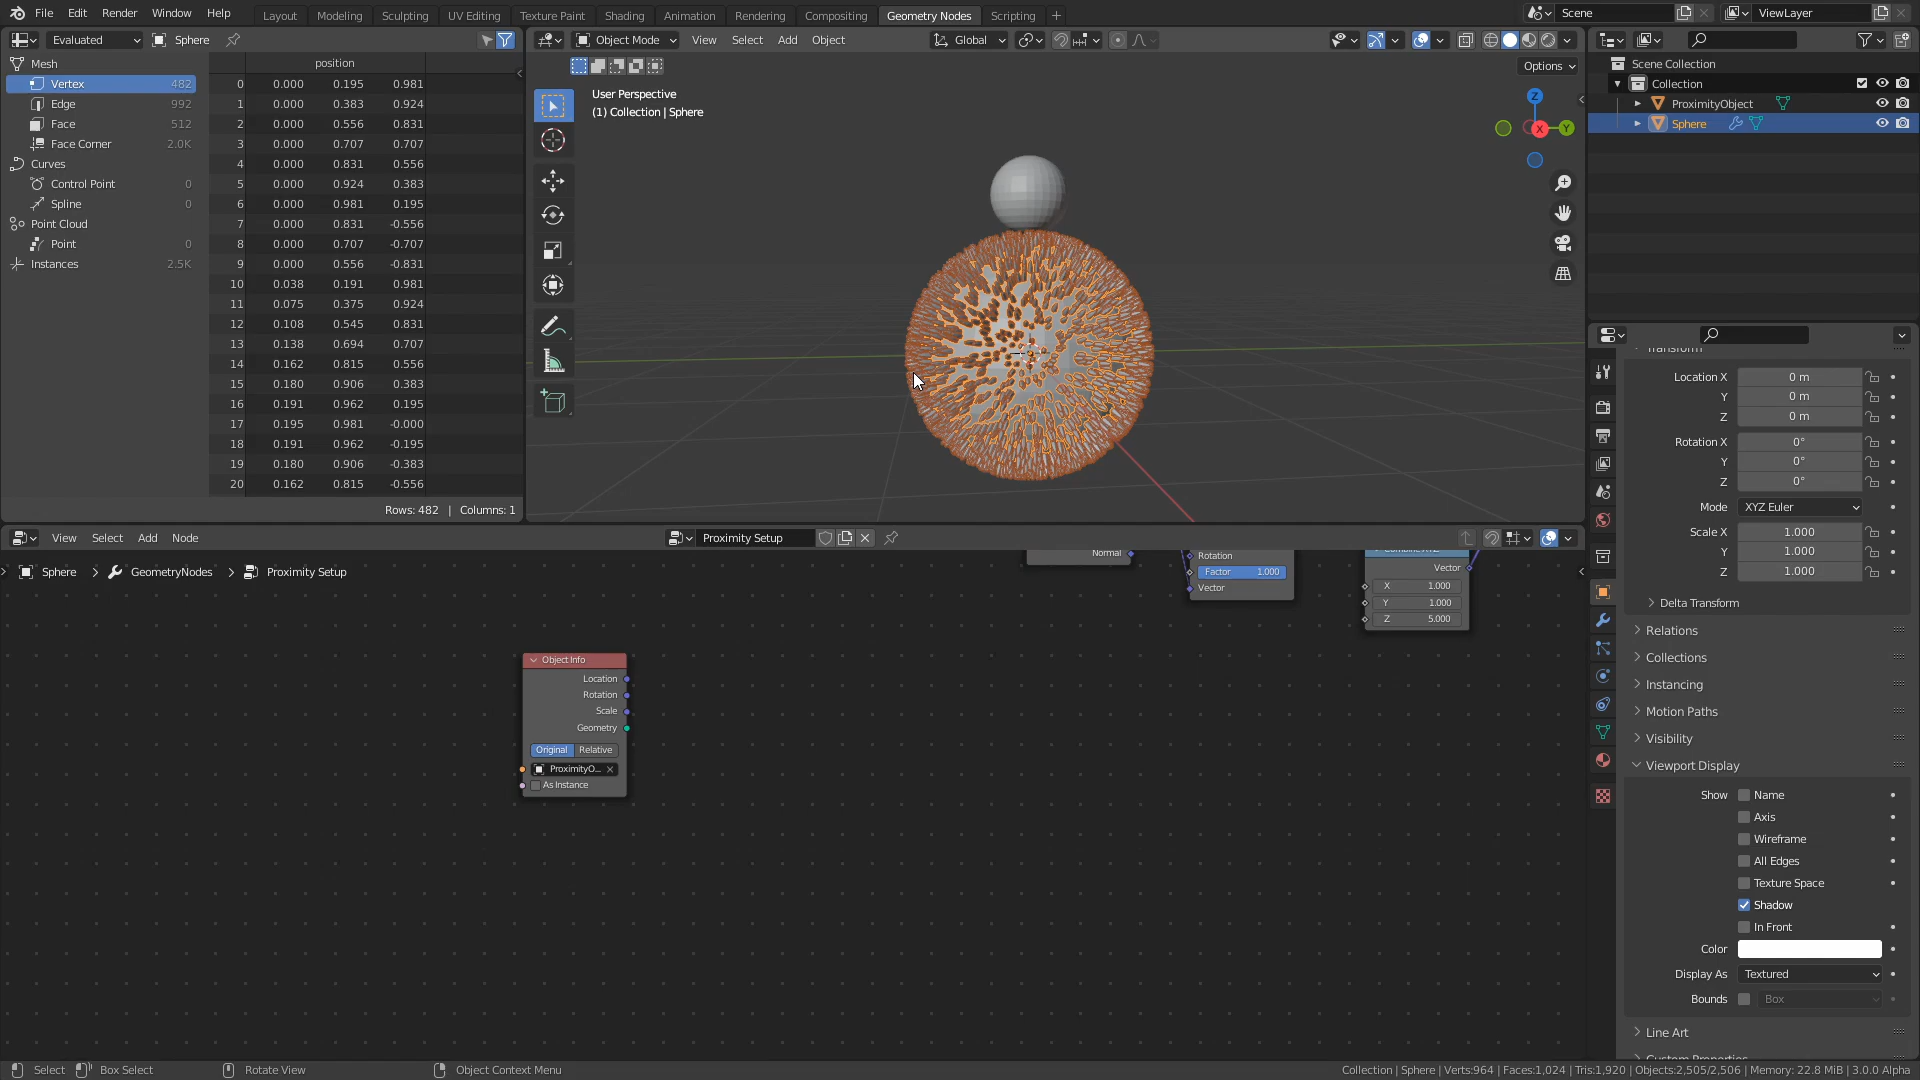 File Edit Render Window Help Layout Modeling Sculpting UV Editing Texture Paint Shading Animation Rendering Compositing Geometry Nodes Scripting + Scene ViewLayer
Evaluated Sphere
Object Mode View Select Add Object Global
Options
Mesh
Vertex 482
Edge 992
Face 512
Face Corner 2.0K
Curves
Control Point 0
Spline 0
Point Cloud
Point 0
Instances 2.5K
position
0 0.000 0.195 0.981
1 0.000 0.383 0.924
2 0.000 0.556 0.831
3 0.000 0.707 0.707
4 0.000 0.831 0.556
5 0.000 0.924 0.383
6 0.000 0.981 0.195
7 0.000 0.831 -0.556
8 0.000 0.707 -0.707
9 0.000 0.556 -0.831
10 0.038 0.191 0.981
11 0.075 0.375 0.924
12 0.108 0.545 0.831
13 0.138 0.694 0.707
14 0.162 0.815 0.556
15 0.180 0.906 0.383
16 0.191 0.962 0.195
17 0.195 0.981 -0.000
18 0.191 0.962 -0.195
19 0.180 0.906 -0.383
20 0.162 0.815 -0.556
Rows: 482 | Columns: 1
User Perspective
(1) Collection | Sphere
Z
X
Y
Scene Collection
Collection
ProximityObject
Sphere
Transform
Location X 0 m
Y 0 m
Z 0 m
Rotation X 0°
Y 0°
Z 0°
Mode XYZ Euler
Scale X 1.000
Y 1.000
Z 1.000
Delta Transform
Relations
Collections
Instancing
Motion Paths
Visibility
Viewport Display
Show Name
Axis
Wireframe
All Edges
Texture Space
Shadow
In Front
Color
Display As Textured
Bounds Box
Line Art
Custom Properties
View Select Add Node Proximity Setup
Sphere GeometryNodes Proximity Setup
Normal
Rotation
Factor 1.000
Vector
Combine XYZ
Vector
X 1.000
Y 1.000
Z 5.000
Object Info
Location
Rotation
Scale
Geometry
Original Relative
ProximityO...
As Instance
Select Box Select Rotate View Object Context Menu
Collection | Sphere | Verts:964 | Faces:1,024 | Tris:1,920 | Objects:2,505/2,506 | Memory: 22.8 MiB | 3.0.0 Alpha